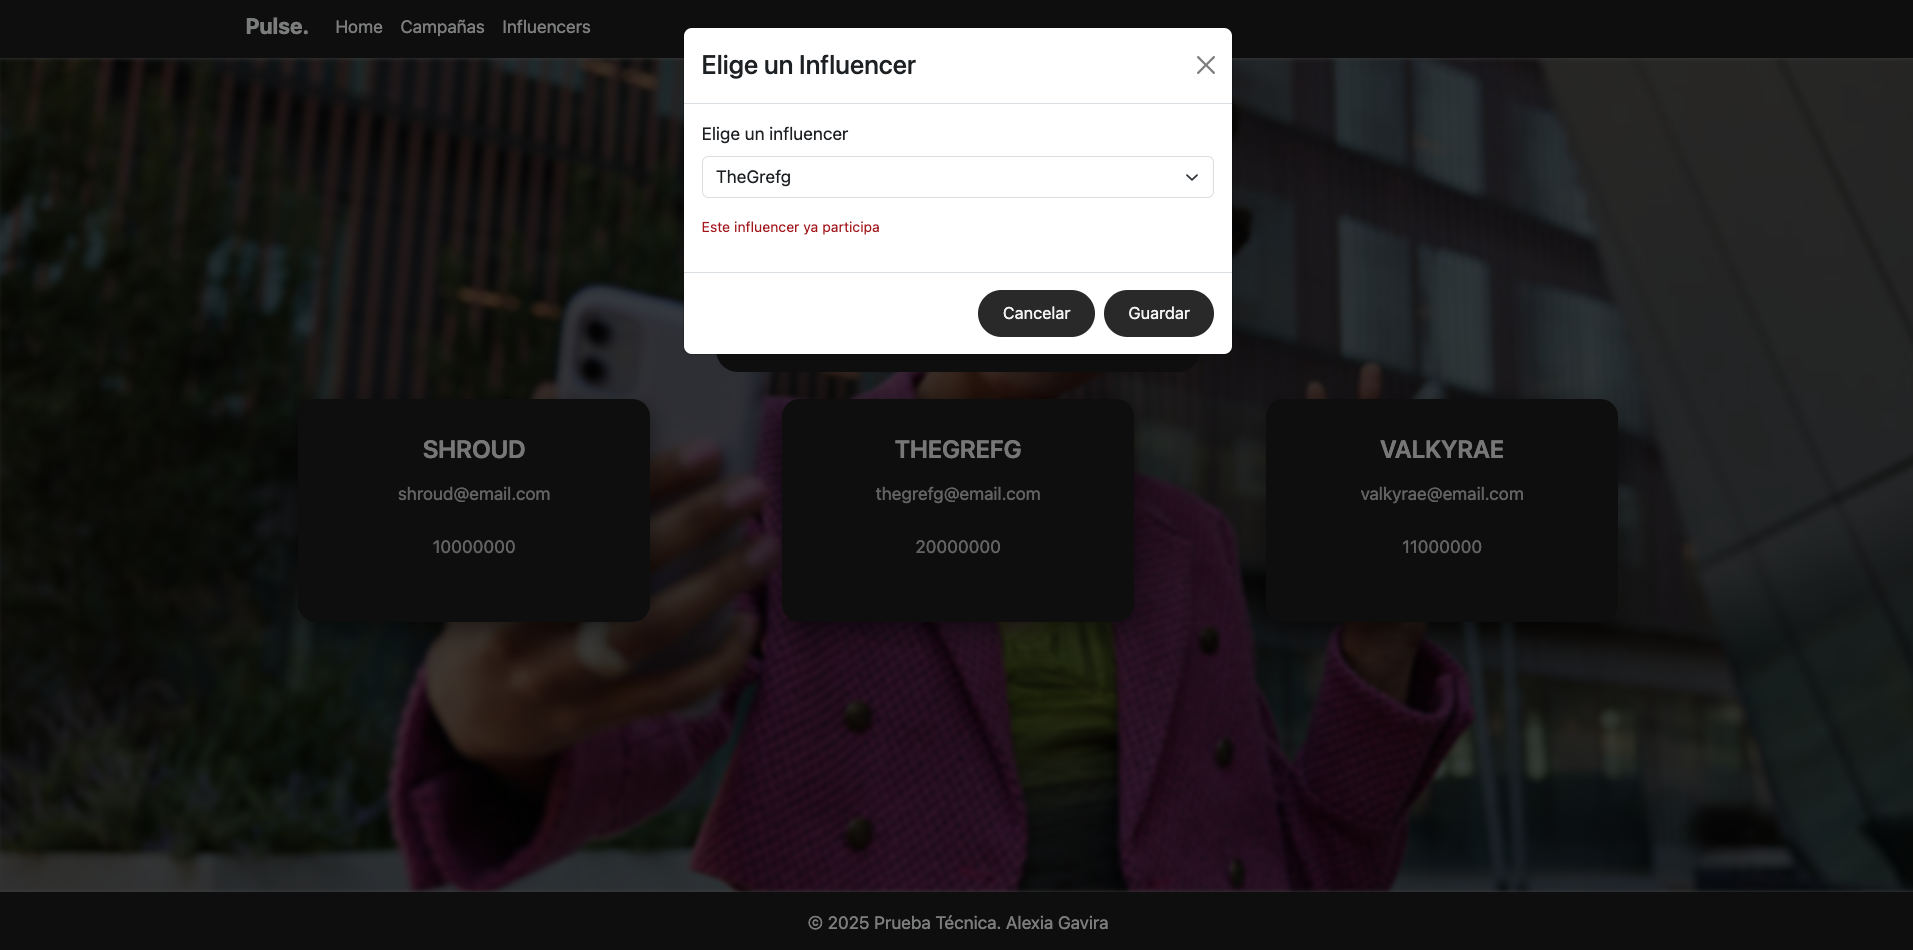 Pulse.
Home
Campañas
Influencers
Elige un Influencer
Elige un influencer
TheGrefg
Este influencer ya participa
Cancelar
Guardar
SHROUD
shroud@email.com
10000000
THEGREFG
thegrefg@email.com
20000000
VALKYRAE
valkyrae@email.com
11000000
© 2025 Prueba Técnica. Alexia Gavira